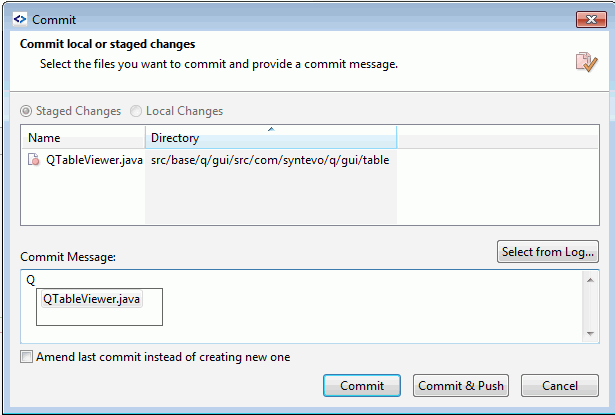 Commit
Commit local or staged changes
Select the files you want to commit and provide a commit message.
Staged Changes Local Changes
Name Directory
QTableViewer.java src/base/q/gui/src/com/syntevo/q/gui/table
Select from Log...
Commit Message:
Q
QTableViewer.java
Amend last commit instead of creating new one
Commit Commit & Push Cancel